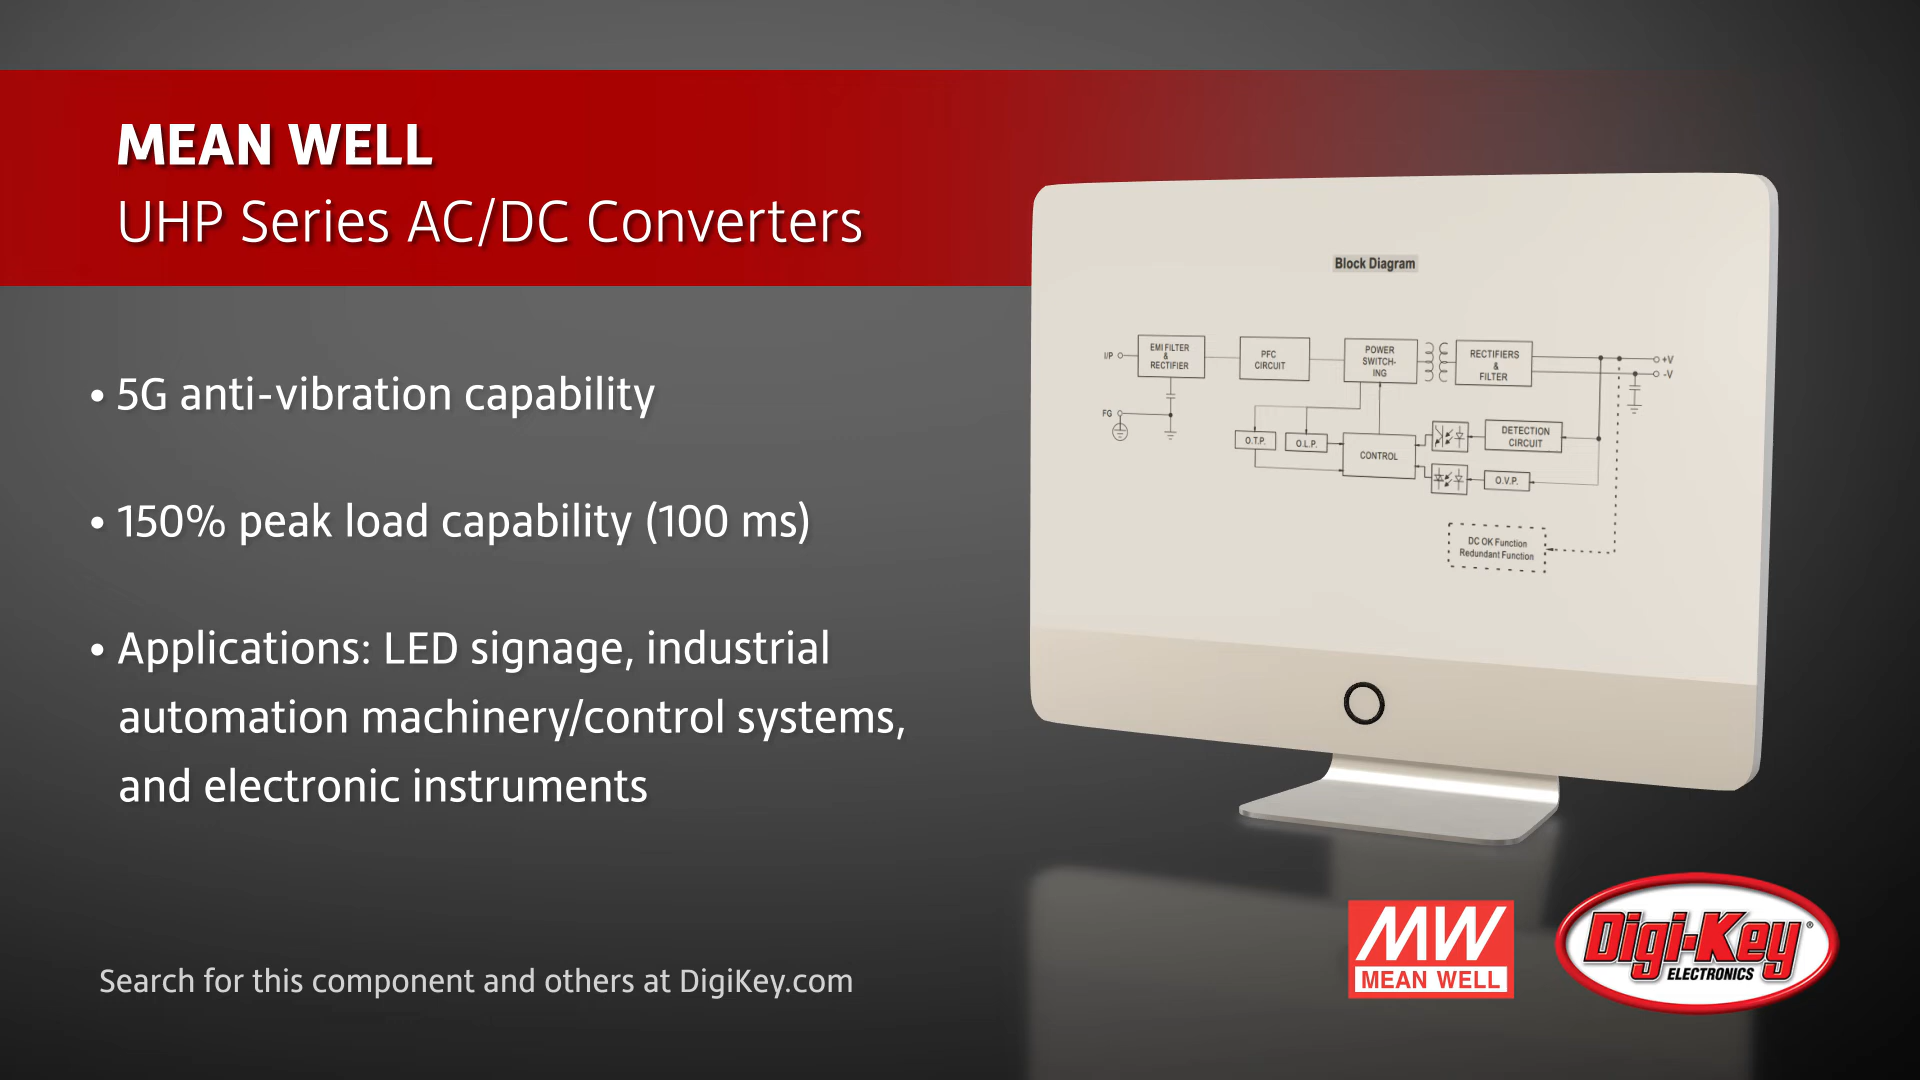 MEAN WELL
UHP Series AC/DC Converters
• 5G anti-vibration capability
• 150% peak load capability (100 ms)
• Applications: LED signage, industrial
automation machinery/control systems,
and electronic instruments
Search for this component and others at DigiKey.com
Block Diagram
I/P
EMI FILTER
&
RECTIFIER
PFC
CIRCUIT
POWER
SWITCH-
ING
RECTIFIERS
&
FILTER
+V
-V
FG
O.T.P.
O.L.P.
CONTROL
DETECTION
CIRCUIT
O.V.P.
DC OK Function
Redundant Function
MW
MEAN WELL
Digi-Key®
ELECTRONICS